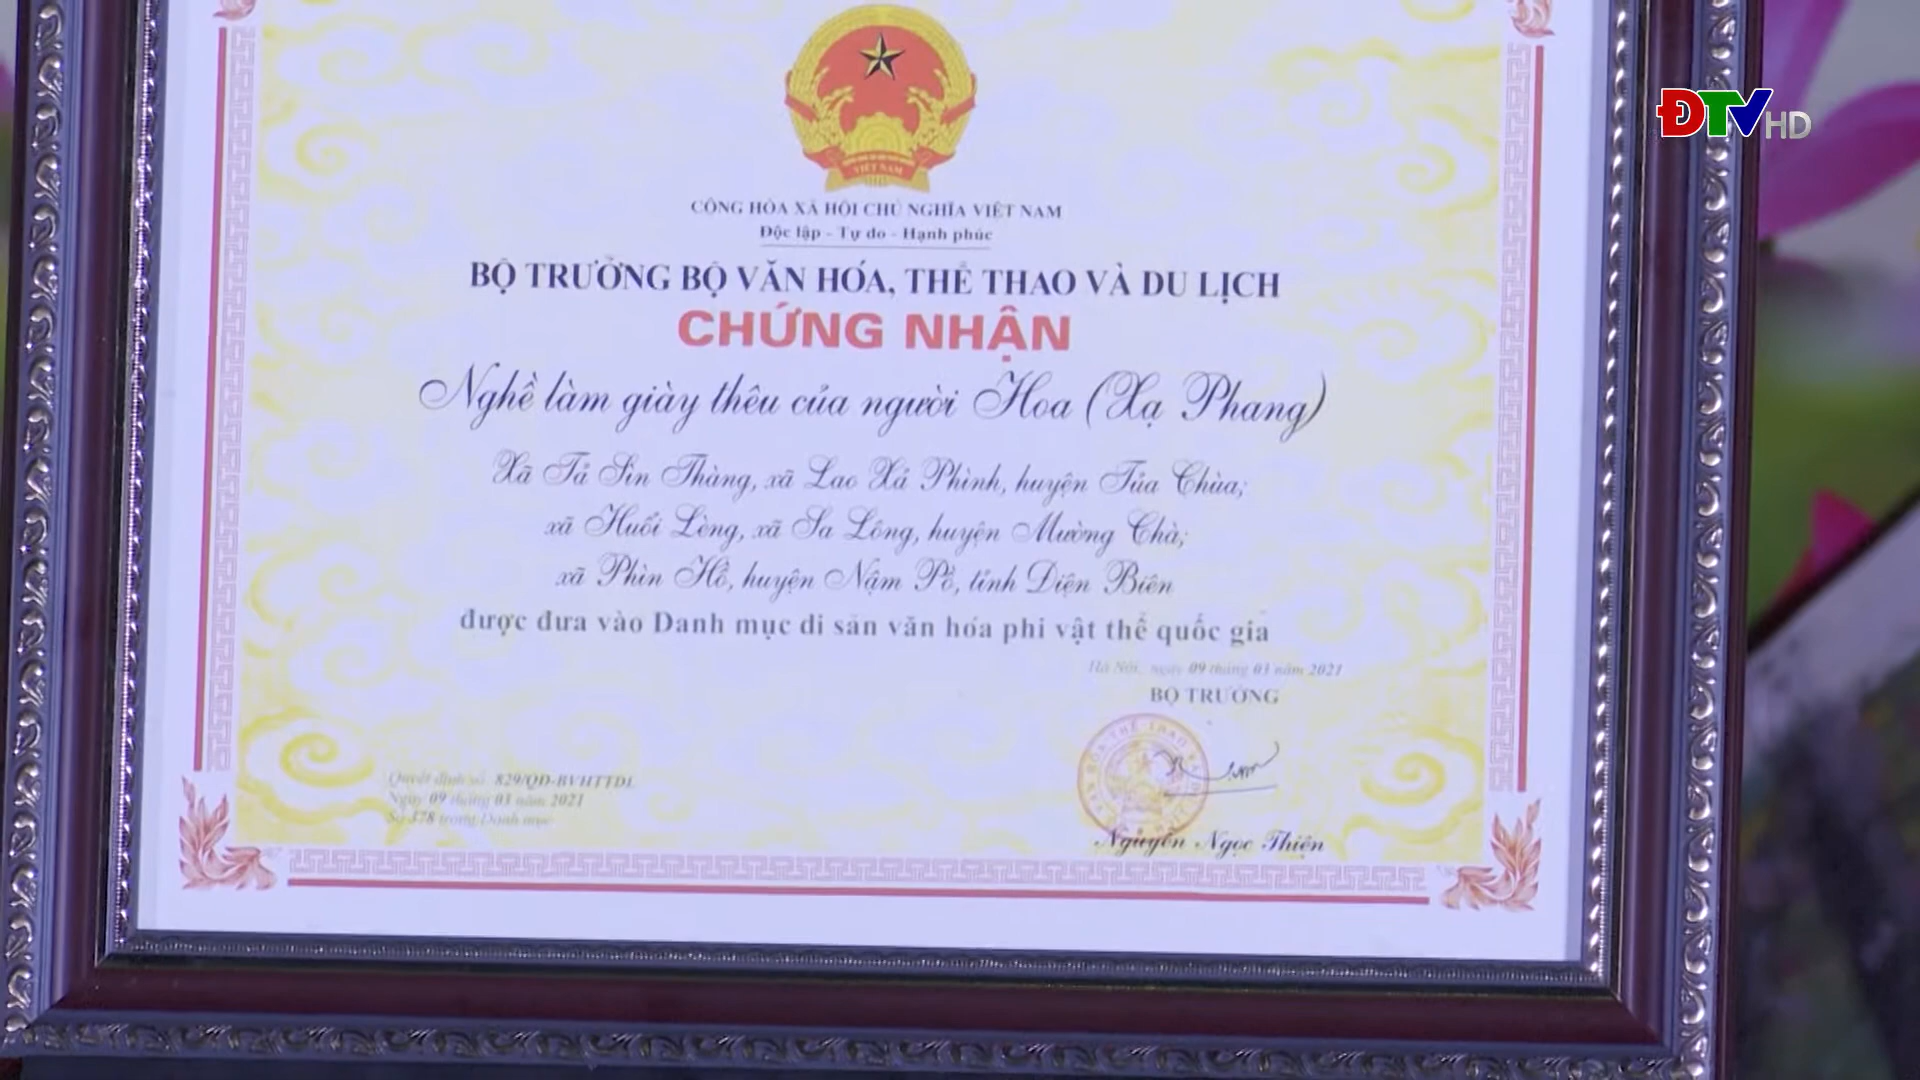 ĐTV HD
VIỆT NAM
CỘNG HÒA XÃ HỘI CHỦ NGHĨA VIỆT NAM
Độc lập - Tự do - Hạnh phúc
BỘ TRƯỞNG BỘ VĂN HÓA, THỂ THAO VÀ DU LỊCH
CHỨNG NHẬN
Nghề làm giày thêu của người Hoa (Xạ Phang)
Xã Tả Sìn Thàng, xã Lao Xả Phình, huyện Tủa Chùa;
xã Huổi Lèng, xã Sa Lông, huyện Mường Chà;
xã Phìn Hồ, huyện Nậm Pồ, tỉnh Điện Biên
được đưa vào Danh mục di sản văn hóa phi vật thể quốc gia
Hà Nội, ngày 09 tháng 03 năm 2021
BỘ TRƯỞNG
Quyết định số: 829/QĐ-BVHTTDL
Ngày 09 tháng 03 năm 2021
Số 378 trong Danh mục
Nguyễn Ngọc Thiện